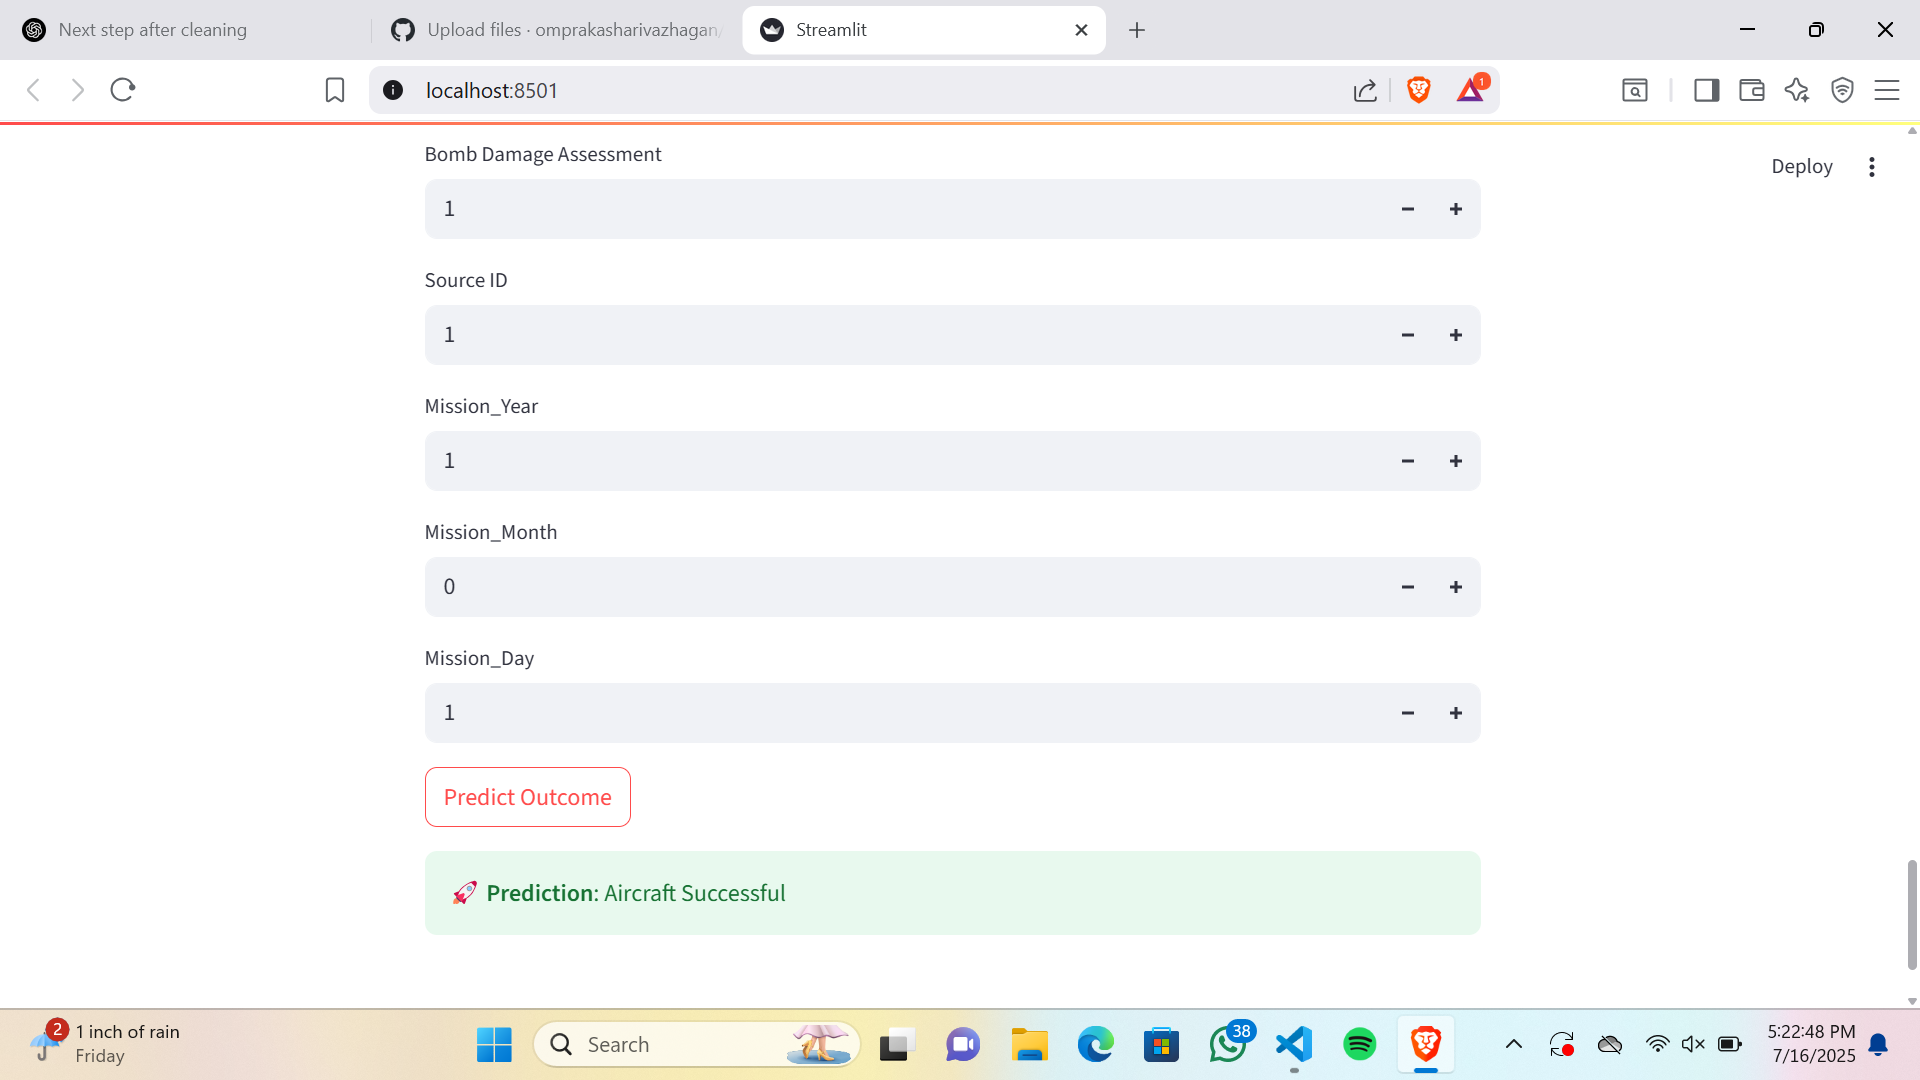 Next step after cleaning
Upload files · omprakasharivazhagan/
Streamlit
localhost:8501
1
Deploy
Bomb Damage Assessment
1
Source ID
1
Mission_Year
1
Mission_Month
0
Mission_Day
1
Predict Outcome
🚀 Prediction: Aircraft Successful
2
1 inch of rain
Friday
Search
38
5:22:48 PM
7/16/2025